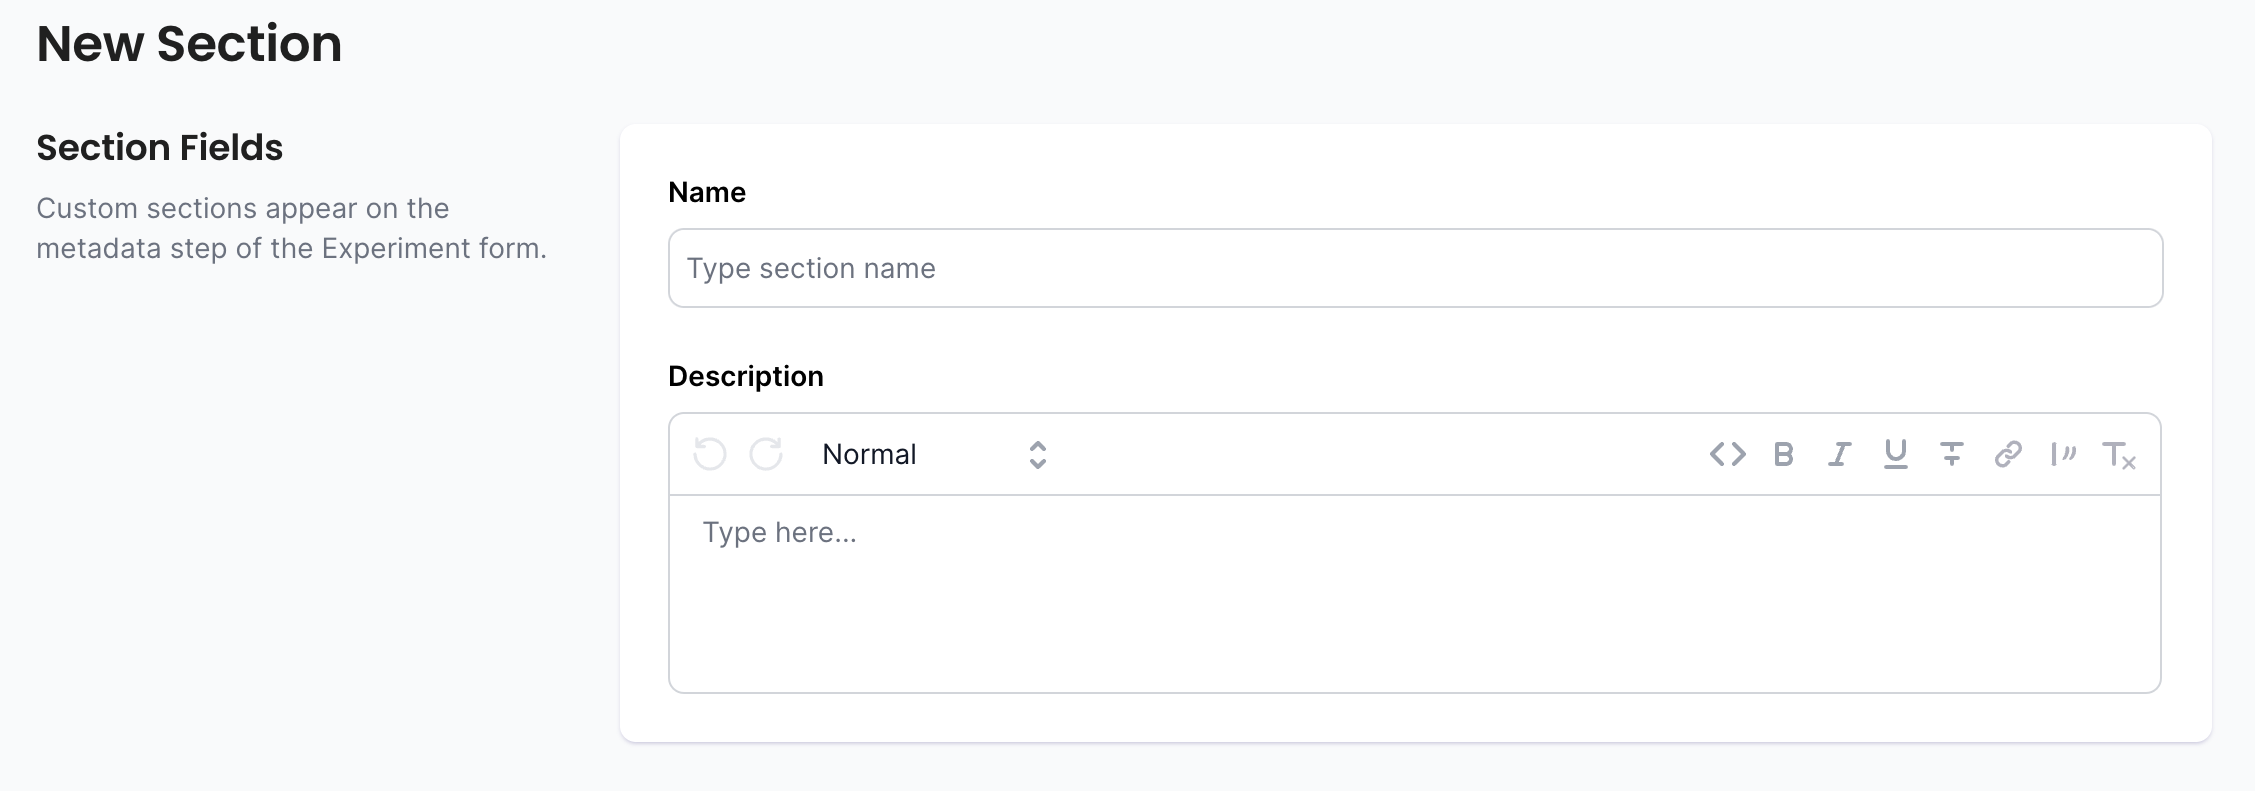 New Section
Section Fields
Custom sections appear on the
metadata step of the Experiment form.
Name
Type section name
Description
Normal
Type here...